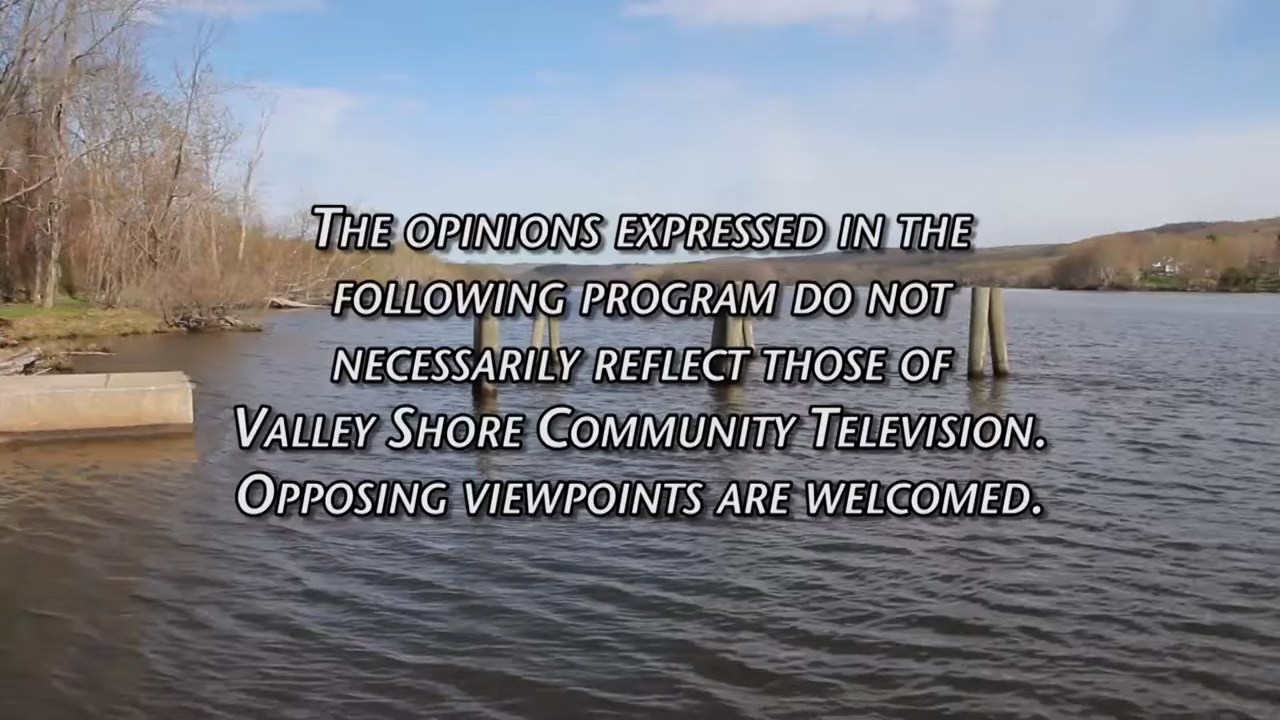 The opinions expressed in the
following program do not
necessarily reflect those of
Valley Shore Community Television.
Opposing viewpoints are welcomed.